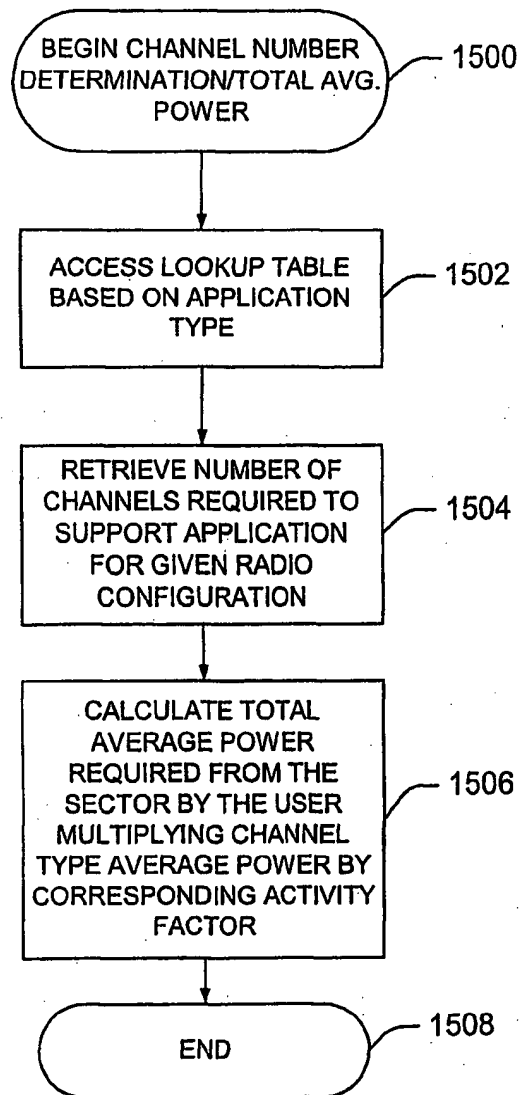 BEGIN CHANNEL NUMBER
DETERMINATION/TOTAL AVG.
POWER
1500
ACCESS LOOKUP TABLE
BASED ON APPLICATION
TYPE
1502
RETRIEVE NUMBER OF
CHANNELS REQUIRED TO
SUPPORT APPLICATION
FOR GIVEN RADIO
CONFIGURATION
1504
CALCULATE TOTAL
AVERAGE POWER
REQUIRED FROM THE
SECTOR BY THE USER
MULTIPLYING CHANNEL
TYPE AVERAGE POWER BY
CORRESPONDING ACTIVITY
FACTOR
1506
END
1508